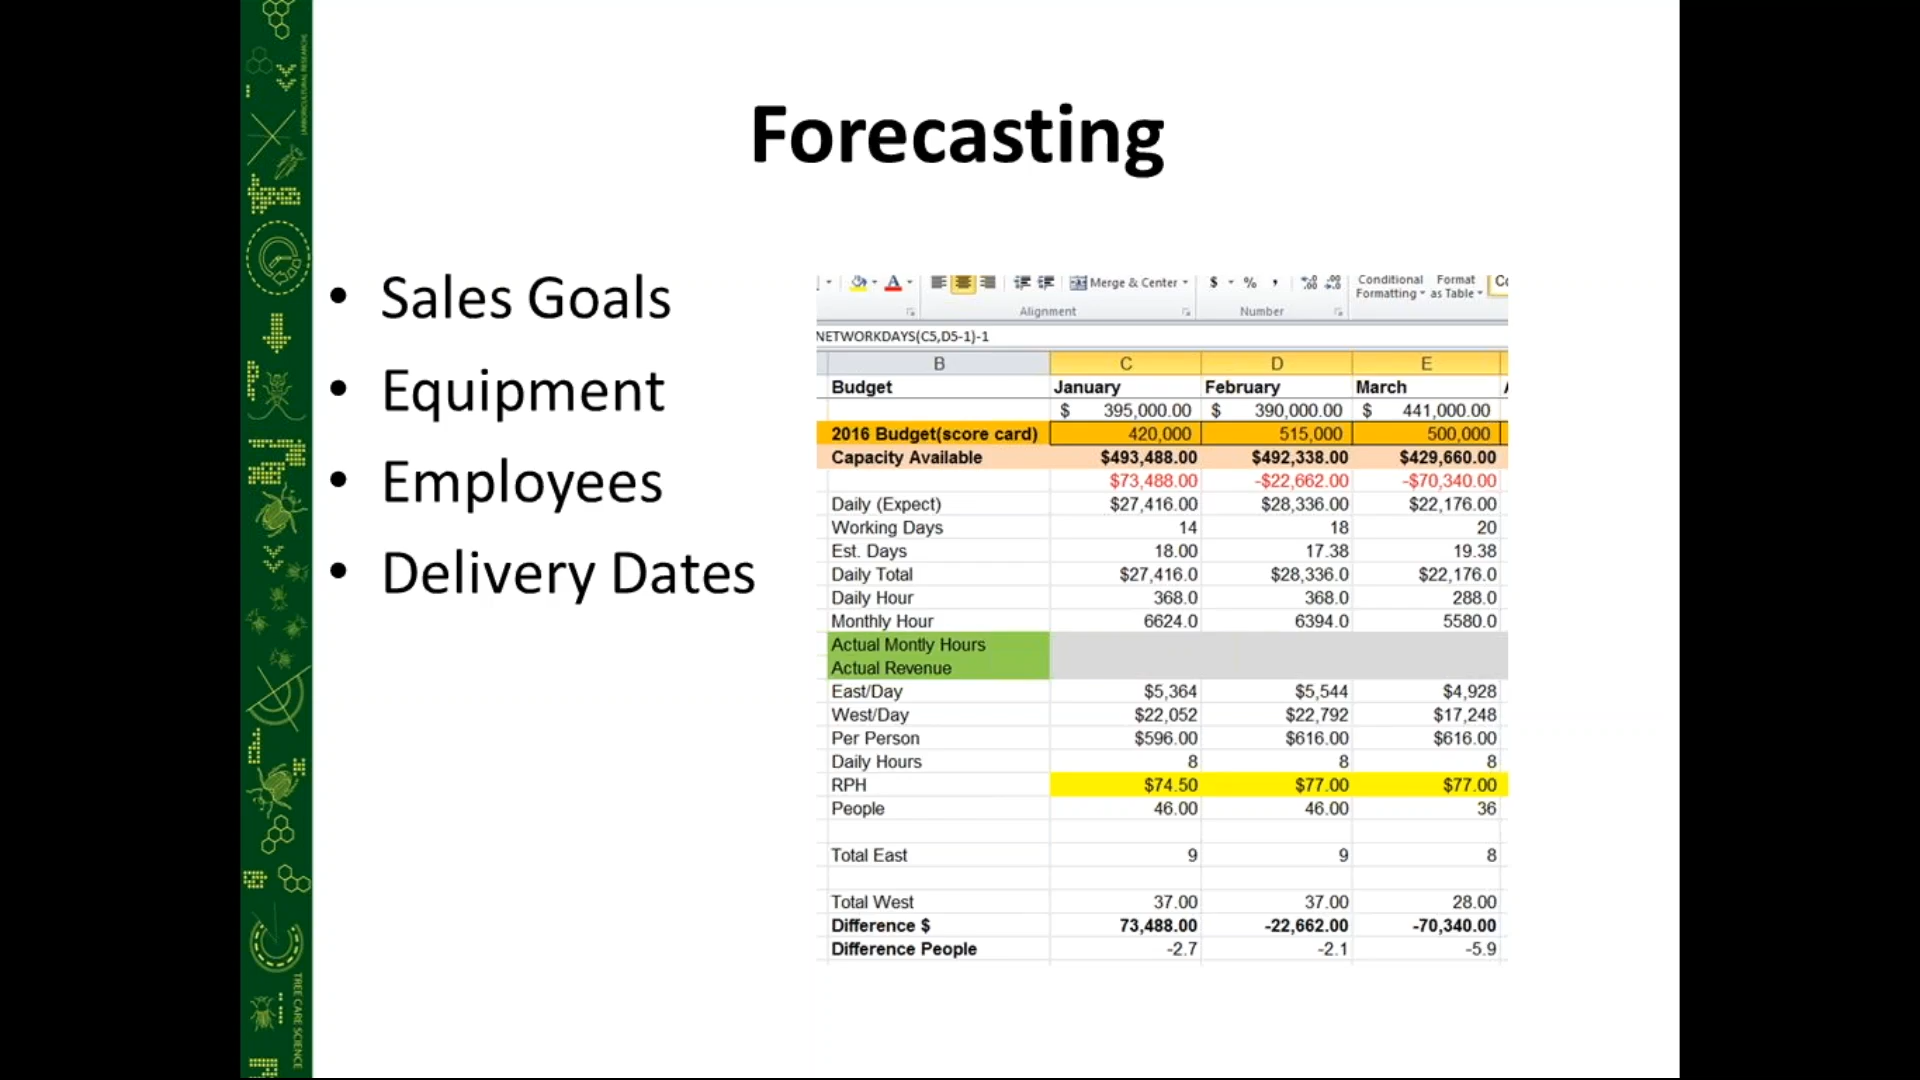 Forecasting
• Sales Goals
• Equipment
• Employees
• Delivery Dates
Merge & Center $ % , Conditional Format
Formatting as Table
Alignment Number
NETWORKDAYS(C5,D5-1)-1
B C D E
Budget January February March
$ 395,000.00 $ 390,000.00 $ 441,000.00
2016 Budget(score card) 420,000 515,000 500,000
Capacity Available $493,488.00 $492,338.00 $429,660.00
$73,488.00 -$22,662.00 -$70,340.00
Daily (Expect) $27,416.00 $28,336.00 $22,176.00
Working Days 14 18 20
Est. Days 18.00 17.38 19.38
Daily Total $27,416.0 $28,336.0 $22,176.0
Daily Hour 368.0 368.0 288.0
Monthly Hour 6624.0 6394.0 5580.0
Actual Montly Hours
Actual Revenue
East/Day $5,364 $5,544 $4,928
West/Day $22,052 $22,792 $17,248
Per Person $596.00 $616.00 $616.00
Daily Hours 8 8 8
RPH $74.50 $77.00 $77.00
People 46.00 46.00 36
Total East 9 9 8
Total West 37.00 37.00 28.00
Difference $ 73,488.00 -22,662.00 -70,340.00
Difference People -2.7 -2.1 -5.9
ARBORICULTURAL RESEARCH
TREE CARE SCIENCE